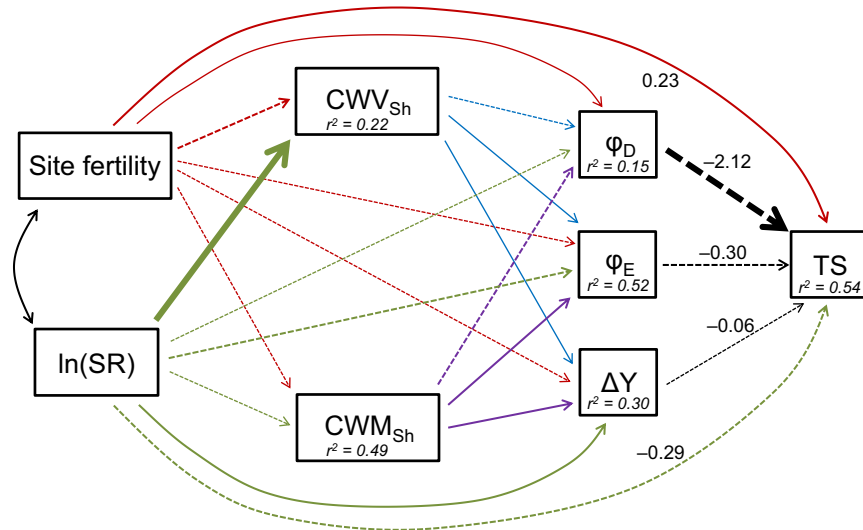 0.23
CWV_Sh
r² = 0.22
φ_D
r² = 0.15
–2.12
Site fertility
φ_E
r² = 0.52
–0.30
TS
r² = 0.54
ln(SR)
–0.06
ΔY
r² = 0.30
CWM_Sh
r² = 0.49
–0.29